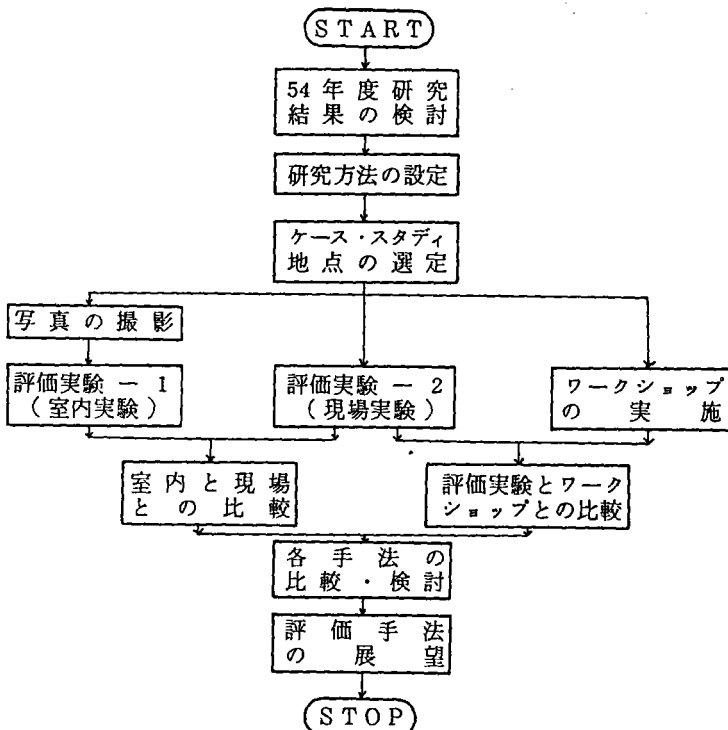 START
54年度研究
結果の検討
研究方法の設定
ケース・スタディ
地点の選定
写真の撮影
評価実験－1
(室内実験)
評価実験－2
(現場実験)
ワークショップ
の実施
室内と現場
との比較
評価実験とワーク
ショップとの比較
各手法の
比較・検討
評価手法
の展望
STOP